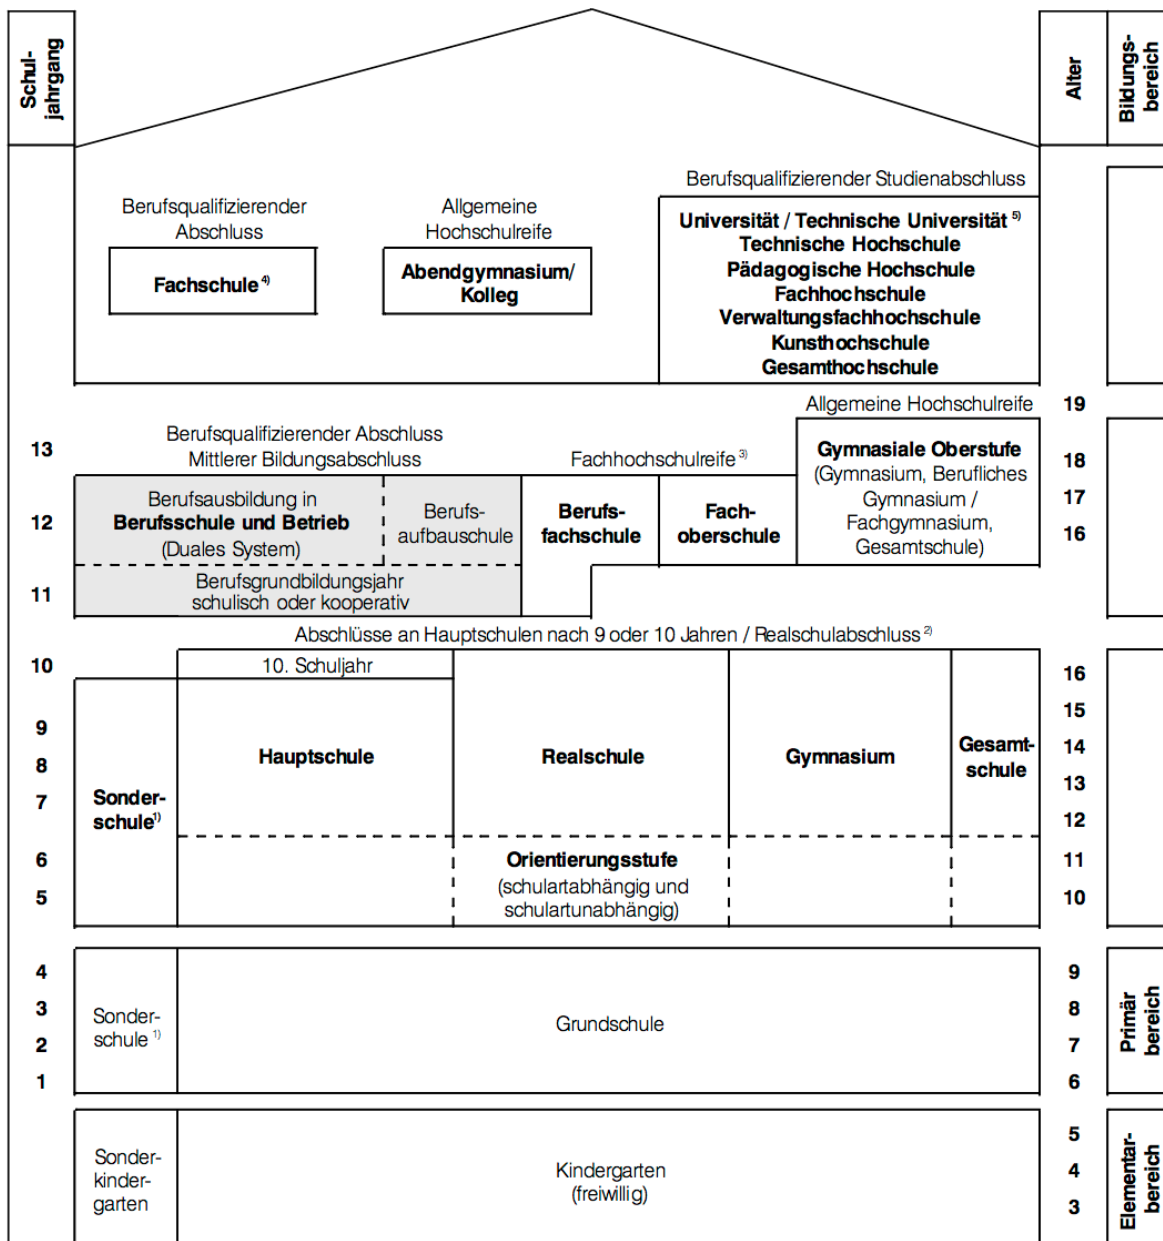 Schul-
jahrgang
Alter
Bildungs-
bereich
Berufsqualifizierender Studienabschluss
Berufsqualifizierender
Abschluss
Allgemeine
Hochschulreife
Universität / Technische Universität 5)
Technische Hochschule
Pädagogische Hochschule
Fachhochschule
Verwaltungsfachhochschule
Kunsthochschule
Gesamthochschule
Fachschule 4)
Abendgymnasium/
Kolleg
Allgemeine Hochschulreife
19
13
Berufsqualifizierender Abschluss
Mittlerer Bildungsabschluss
Fachhochschulreife 3)
Gymnasiale Oberstufe
(Gymnasium, Berufliches
Gymnasium /
Fachgymnasium,
Gesamtschule)
18
17
16
12
Berufsausbildung in
Berufsschule und Betrieb
(Duales System)
Berufs-
aufbauschule
Berufs-
fachschule
Fach-
oberschule
11
Berufsgrundbildungsjahr
schulisch oder kooperativ
Abschlüsse an Hauptschulen nach 9 oder 10 Jahren / Realschulabschluss 2)
10
10. Schuljahr
16
15
14
13
12
9
8
7
Hauptschule
Realschule
Gymnasium
Gesamt-
schule
Sonder-
schule 1)
6
5
Orientierungsstufe
(schulartabhängig und
schulartunabhängig)
11
10
4
3
2
1
Sonder-
schule 1)
Grundschule
9
8
7
6
Primär
bereich
Sonder-
kinder-
garten
Kindergarten
(freiwillig)
5
4
3
Elementar-
bereich